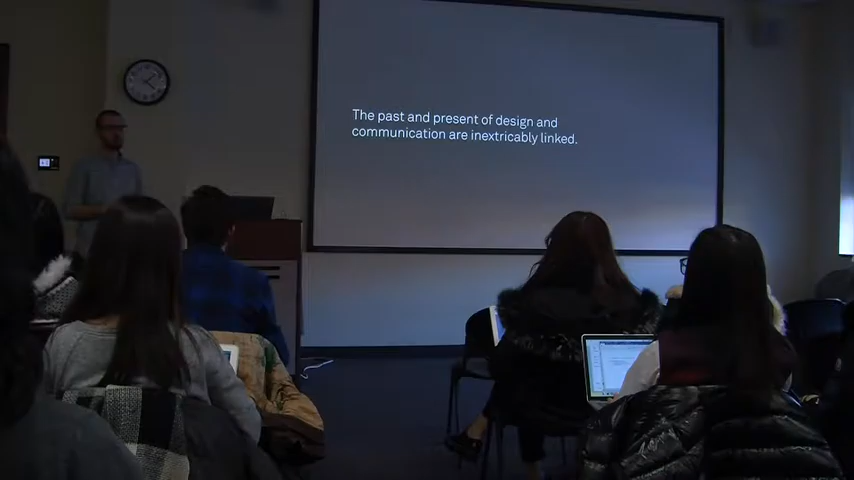 The past and present of design and
communication are inextricably linked.